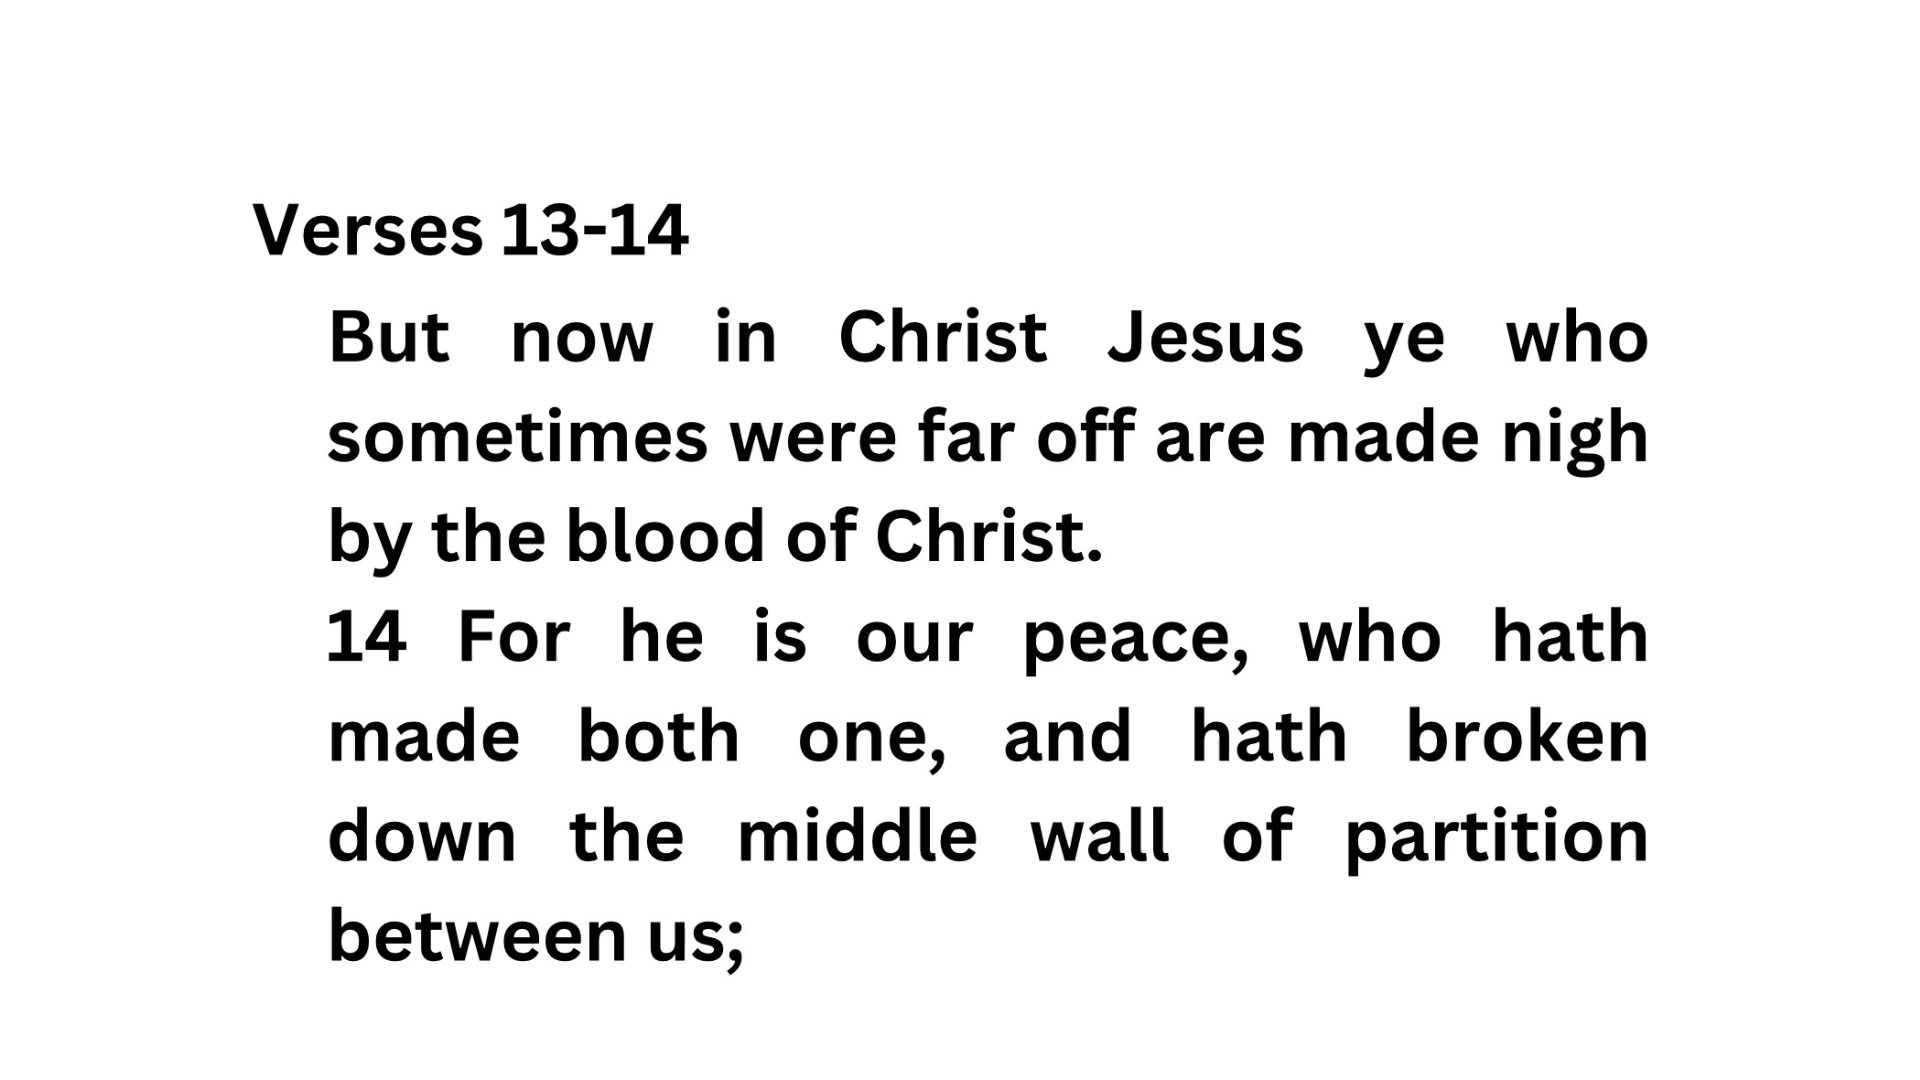 Verses 13-14
But now in Christ Jesus ye who
sometimes were far off are made nigh
by the blood of Christ.
14 For he is our peace, who hath
made both one, and hath broken
down the middle wall of partition
between us;